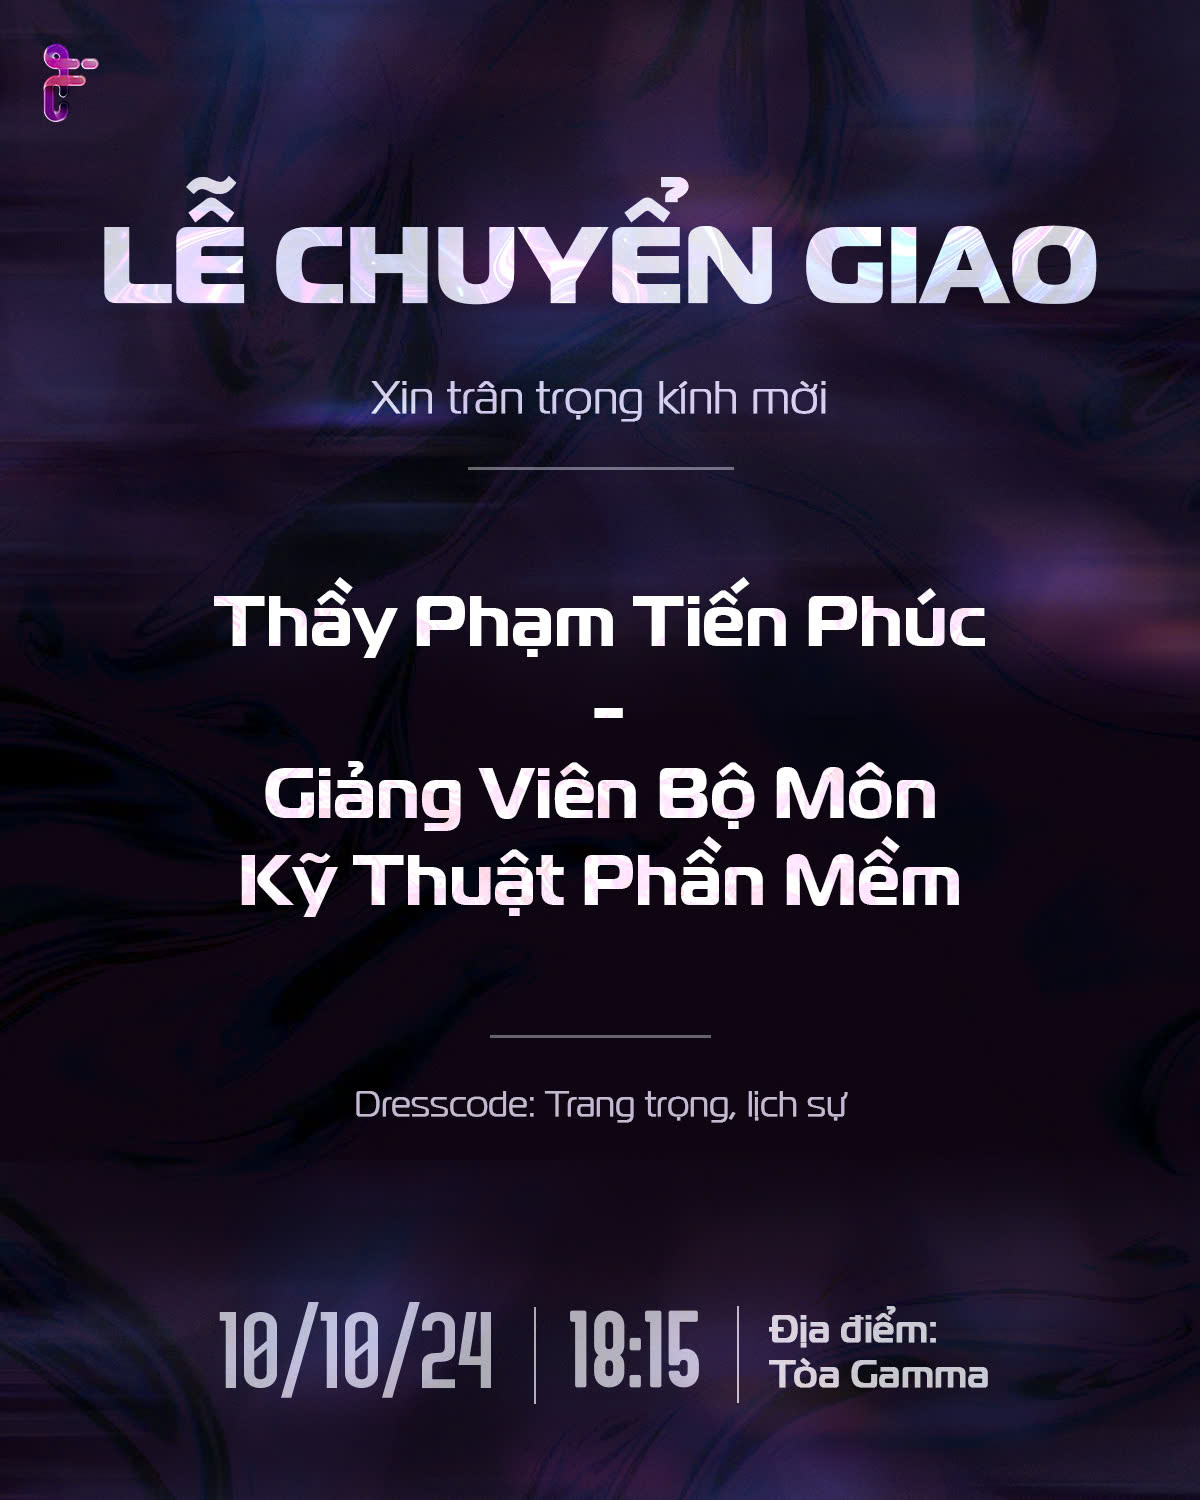 LỄ CHUYỂN GIAO
Xin trân trọng kính mời
Thầy Phạm Tiến Phúc
-
Giảng Viên Bộ Môn
Kỹ Thuật Phần Mềm
Dresscode: Trang trọng, lịch sự
10/10/24
18:15
Địa điểm:
Tòa Gamma